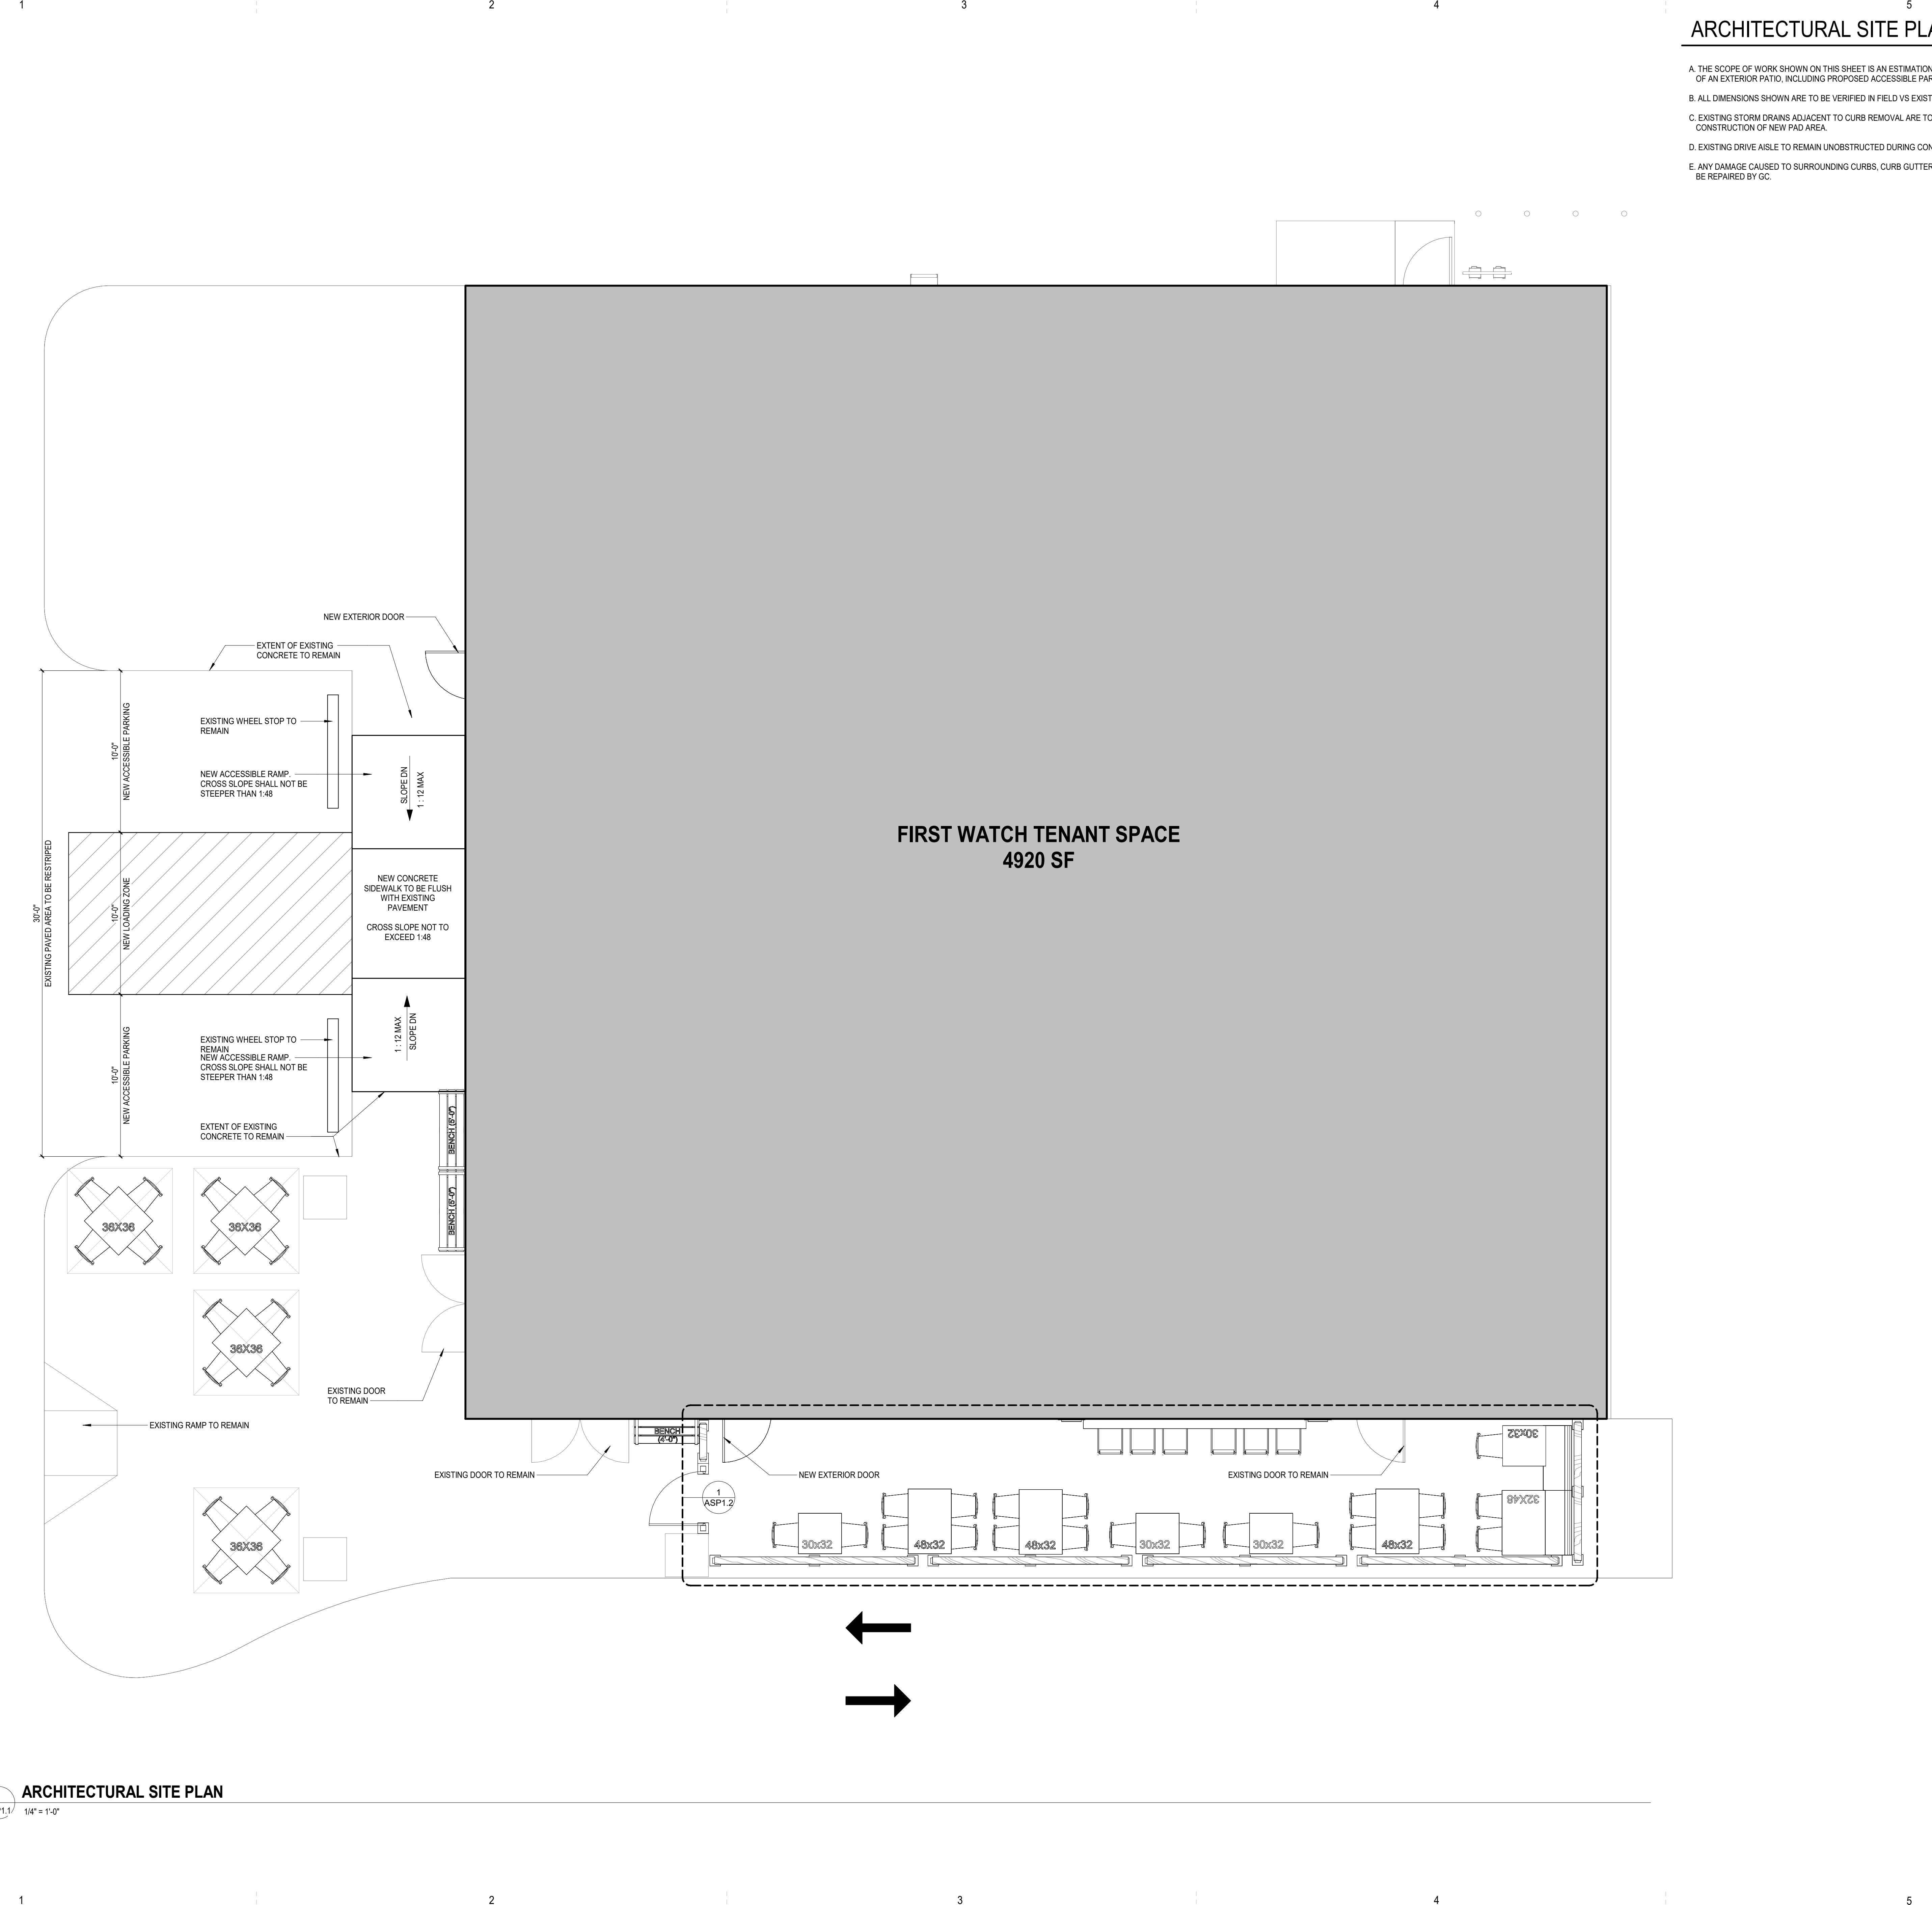 1 2 3 4 5
ARCHITECTURAL SITE PLA
A. THE SCOPE OF WORK SHOWN ON THIS SHEET IS AN ESTIMATION
OF AN EXTERIOR PATIO, INCLUDING PROPOSED ACCESSIBLE PAR
B. ALL DIMENSIONS SHOWN ARE TO BE VERIFIED IN FIELD VS EXIST
C. EXISTING STORM DRAINS ADJACENT TO CURB REMOVAL ARE TO
CONSTRUCTION OF NEW PAD AREA.
D. EXISTING DRIVE AISLE TO REMAIN UNOBSTRUCTED DURING CON
E. ANY DAMAGE CAUSED TO SURROUNDING CURBS, CURB GUTTER
BE REPAIRED BY GC.
NEW EXTERIOR DOOR
EXTENT OF EXISTING
CONCRETE TO REMAIN
EXISTING WHEEL STOP TO
REMAIN
NEW ACCESSIBLE RAMP.
CROSS SLOPE SHALL NOT BE
STEEPER THAN 1:48
10'-0"
NEW ACCESSIBLE PARKING
SLOPE DN
1 : 12 MAX
FIRST WATCH TENANT SPACE
4920 SF
30'-0"
EXISTING PAVED AREA TO BE RESTRIPED
10'-0"
NEW LOADING ZONE
NEW CONCRETE
SIDEWALK TO BE FLUSH
WITH EXISTING
PAVEMENT
CROSS SLOPE NOT TO
EXCEED 1:48
1 : 12 MAX
SLOPE DN
10'-0"
NEW ACCESSIBLE PARKING
EXISTING WHEEL STOP TO
REMAIN
NEW ACCESSIBLE RAMP.
CROSS SLOPE SHALL NOT BE
STEEPER THAN 1:48
EXTENT OF EXISTING
CONCRETE TO REMAIN
BENCH (5'-0")
BENCH (5'-0")
36X36
36X36
36X36
36X36
EXISTING DOOR
TO REMAIN
EXISTING RAMP TO REMAIN
BENCH
(4'-0")
EXISTING DOOR TO REMAIN
NEW EXTERIOR DOOR
EXISTING DOOR TO REMAIN
1
ASP1.2
30x32
32X48
30x32
48x32
48x32
30x32
30x32
48x32
ARCHITECTURAL SITE PLAN
1.1
1/4" = 1'-0"
1 2 3 4 5